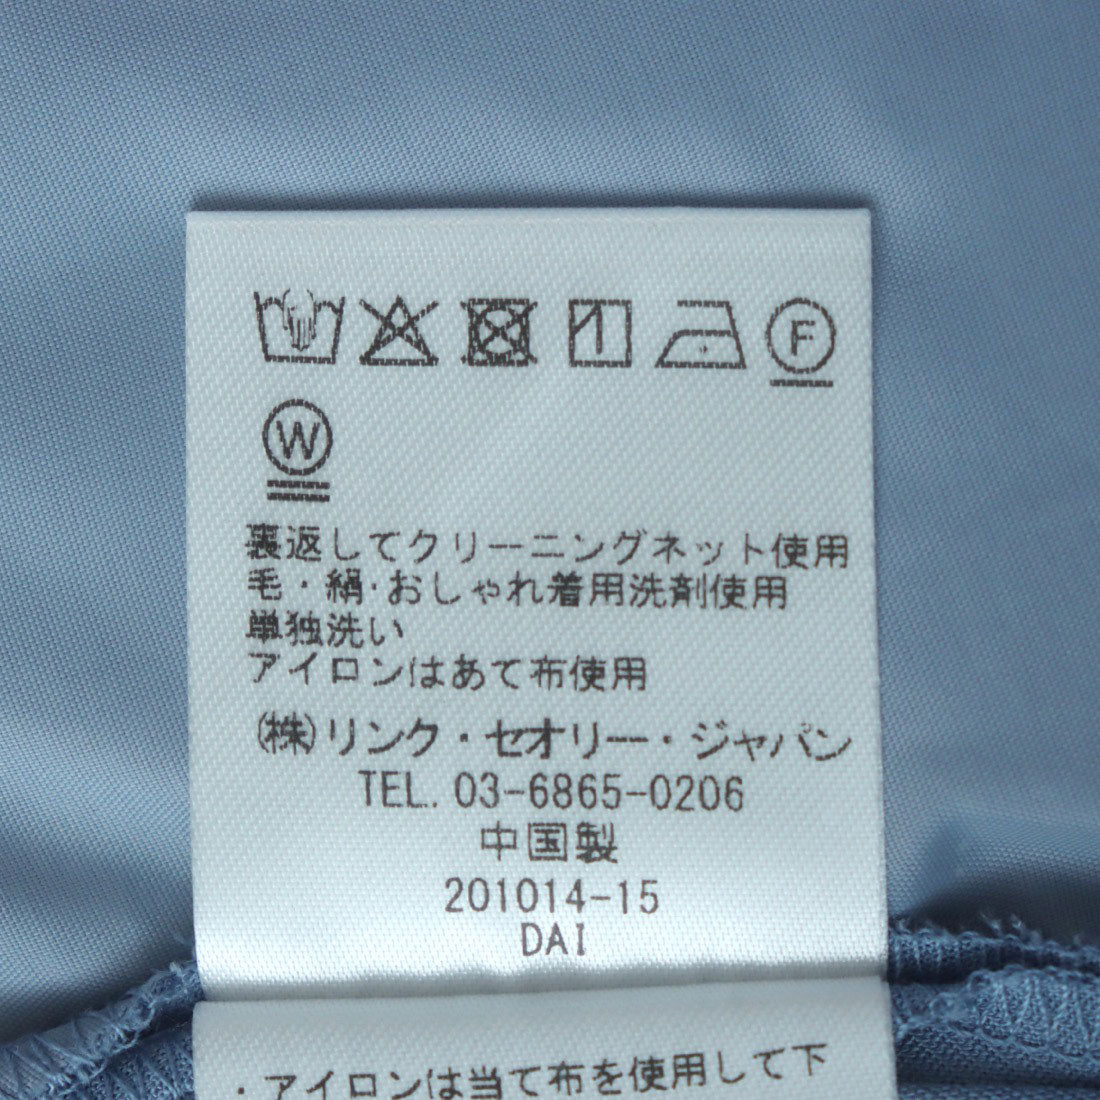 F
W
裏返してクリーニングネット使用
毛・絹・おしゃれ着用洗剤使用
単独洗い
アイロンはあて布使用
(株)リンク・セオリー・ジャパン
TEL. 03-6865-0206
中国製
201014-15
DAI
・アイロンは当て布を使用して下